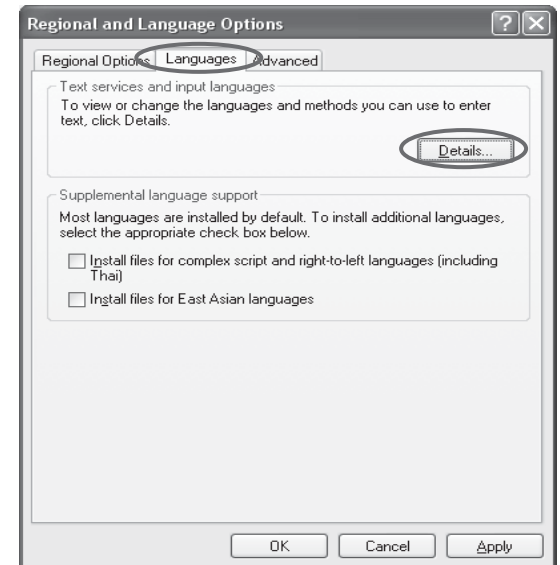 Regional and Language Options
Regional Options Languages Advanced
Text services and input languages
To view or change the languages and methods you can use to enter
text, click Details.
Details...
Supplemental language support
Most languages are installed by default. To install additional languages,
select the appropriate check box below.
Install files for complex script and right-to-left languages (including
Thai)
Install files for East Asian languages
OK Cancel Apply